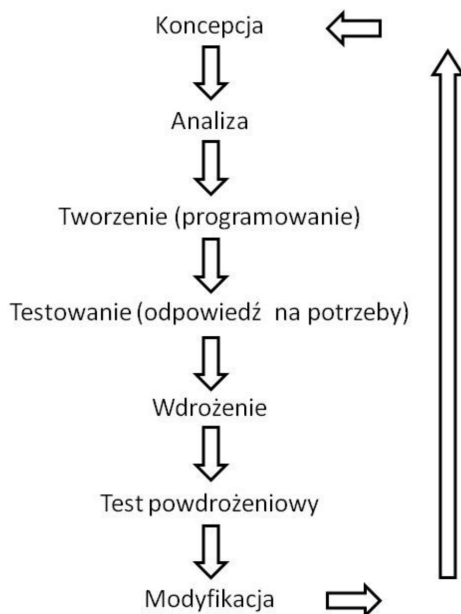 Koncepcja
Analiza
Tworzenie (programowanie)
Testowanie (odpowiedź na potrzeby)
Wdrożenie
Test powdrożeniowy
Modyfikacja